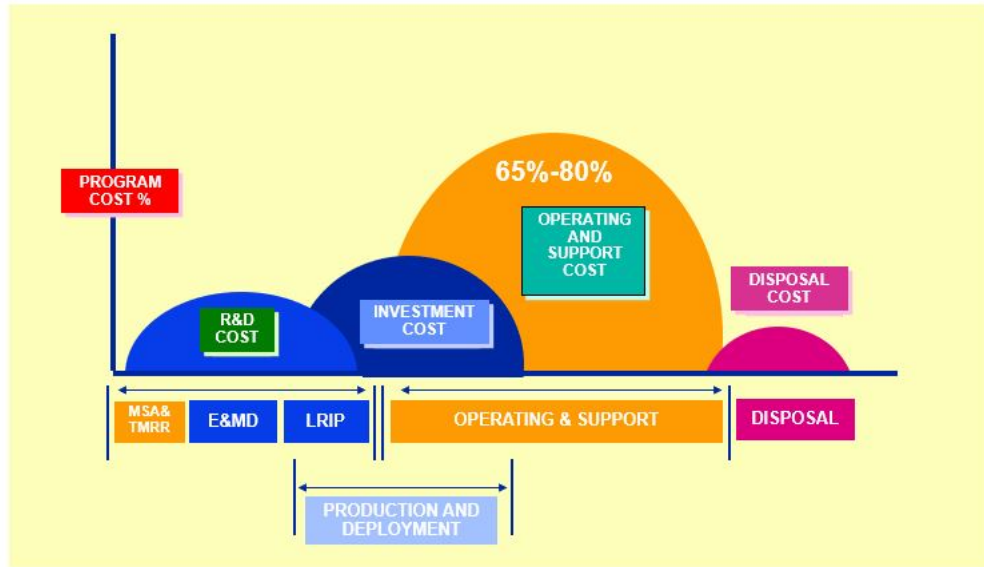 65%-80%
PROGRAM
COST %
OPERATING
AND
SUPPORT
COST
DISPOSAL
COST
R&D
COST
INVESTMENT
COST
MSA&
TMRR
E&MD
LRIP
OPERATING & SUPPORT
DISPOSAL
PRODUCTION AND
DEPLOYMENT